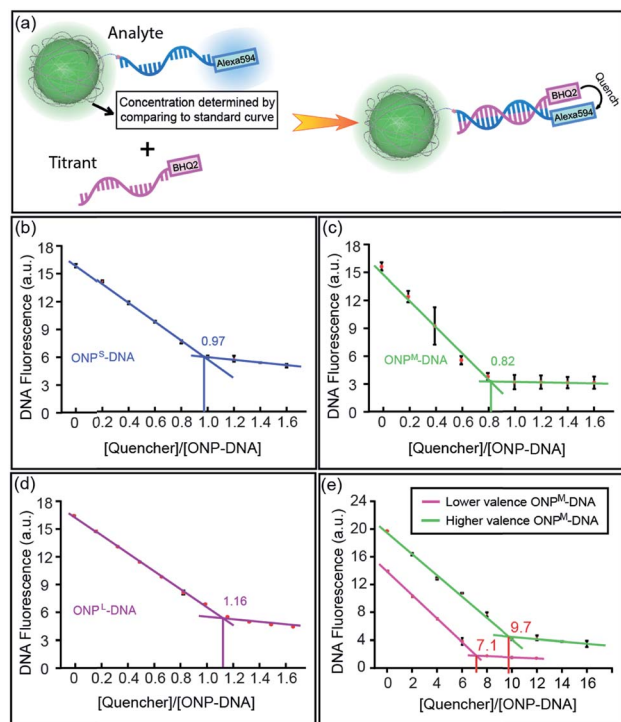 (a)
Analyte
Alexa594
Concentration determined by
comparing to standard curve
+
Titrant
BHQ2
BHQ2
Alexa594
Quench
(b)
DNA Fluorescence (a.u.)
18
15
12
9
6
3
0
0.97
ONPˢ-DNA
0 0.2 0.4 0.6 0.8 1.0 1.2 1.4 1.6
[Quencher]/[ONP-DNA]
(c)
DNA Fluorescence (a.u.)
18
15
12
9
6
3
0
0.82
ONPᴹ-DNA
0 0.2 0.4 0.6 0.8 1.0 1.2 1.4 1.6
[Quencher]/[ONP-DNA]
(d)
DNA Fluorescence (a.u.)
18
15
12
9
6
3
0
1.16
ONPᴸ-DNA
0 0.2 0.4 0.6 0.8 1.0 1.2 1.4 1.6
[Quencher]/[ONP-DNA]
(e)
DNA Fluorescence (a.u.)
24
20
16
12
8
4
0
Lower valence ONPᴹ-DNA
Higher valence ONPᴹ-DNA
9.7
7.1
0 2 4 6 8 10 12 14 16
[Quencher]/[ONP-DNA]